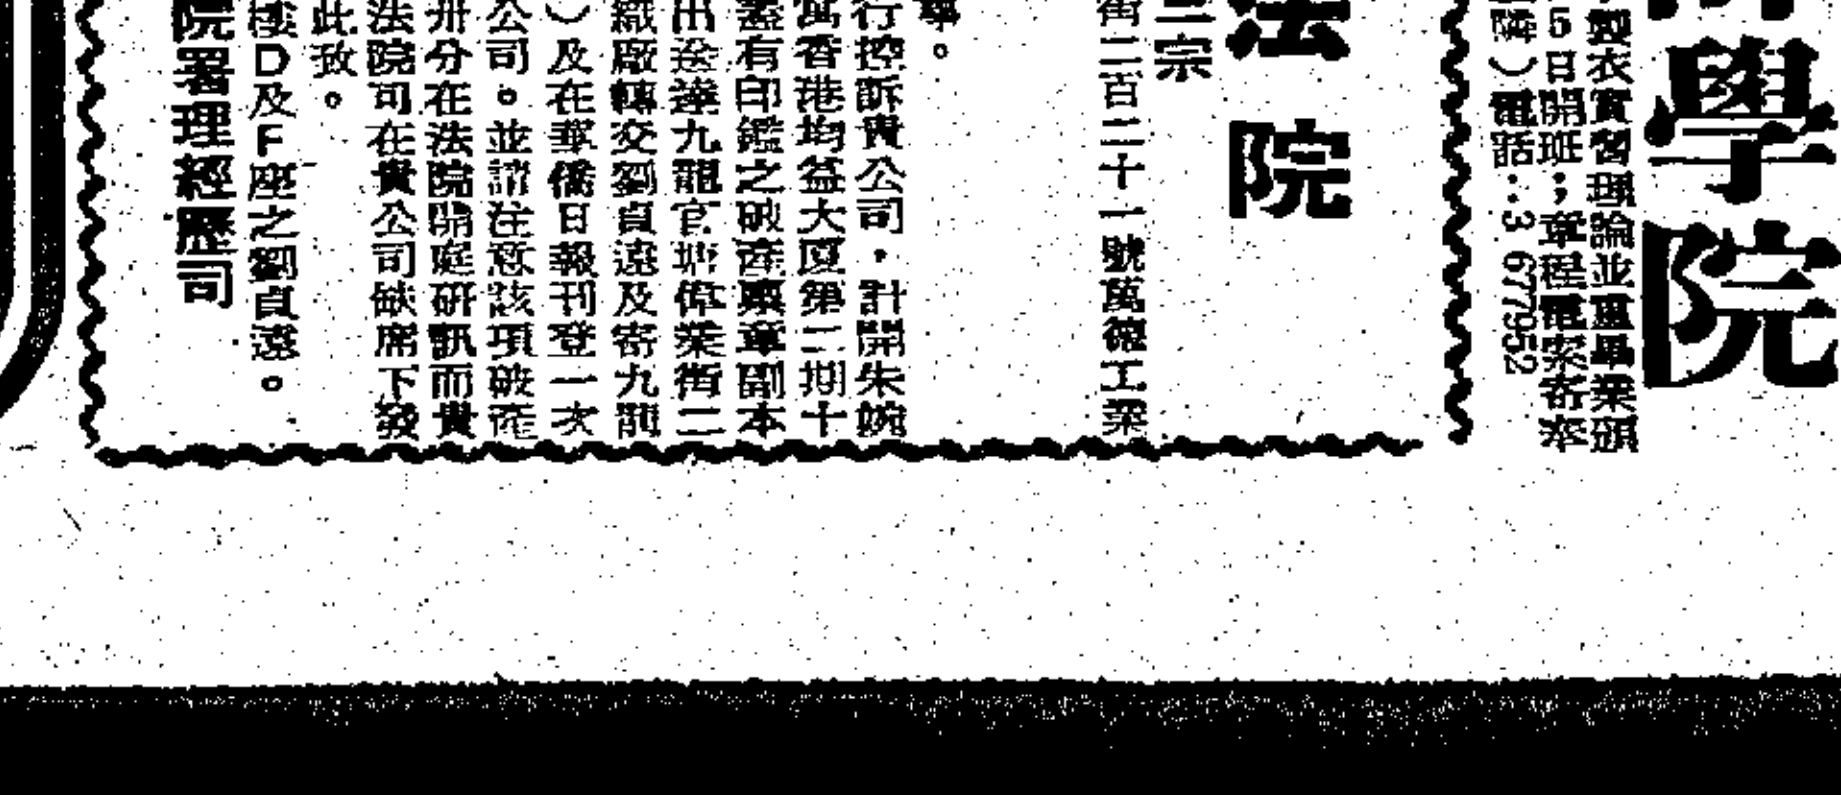 學院
製衣實習理論並重畢業頒
5日開班；章程電索寄奉
樓）電話：3 677952
法院
三宗
街二百二十一號萬德工業
。
行控訴貴公司，計開朱婉
寓香港均益大厦第二期十
蓋有印鑑之破產票章副本
出送達九龍官塘偉業街二
織廠轉交劉貞遠及寄九龍
）及在華僑日報刊登一次
公司。並請注意該項破產
卅分在法院開庭研訊而貴
法院司在貴公司缺席下發
此致。
樓D及F座之劉貞遠。
院署理經歷司